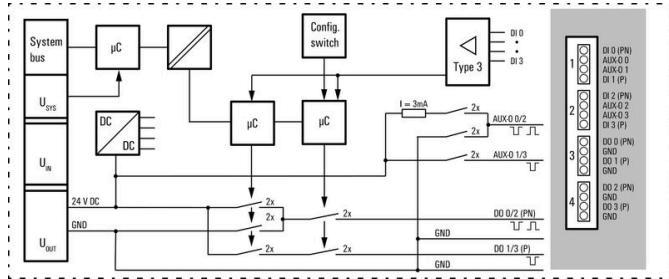 System
bus
U SYS
U IN
U OUT
µC
Config.
switch
Type 3
DI 0
DI 3
µC
µC
DC
DC
I = 3mA
2x
2x
2x
AUX-O 0/2
AUX-O 1/3
24 V DC
GND
2x
2x
2x
2x
2x
DO 0/2 (PN)
GND
DO 1/3 (P)
GND
1
DI 0 (PN)
AUX-O 0
AUX-O 1
DI 1 (P)
2
DI 2 (PN)
AUX-O 2
AUX-O 3
DI 3 (P)
3
DO 0 (PN)
GND
DO 1 (P)
GND
4
DO 2 (PN)
GND
DO 3 (P)
GND